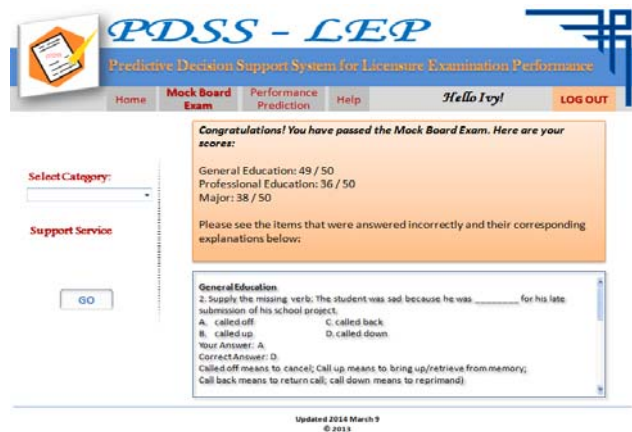 PDSS - LEP
Predictive Decision Support System for Licensure Examination Performance
Home
Mock Board
Exam
Performance
Prediction
Help
Hello Ivy!
LOG OUT
Congratulations! You have passed the Mock Board Exam. Here are your
scores:
General Education: 49 / 50
Professional Education: 36 / 50
Major: 38 / 50
Please see the items that were answered incorrectly and their corresponding
explanations below:
Select Category:
Support Service
GO
General Education
2. Supply the missing verb: The student was sad because he was ________ for his late
submission of his school project.
A. called off C. called back
B. called up D. called down
Your Answer: A
Correct Answer: D
Called off means to cancel; Call up means to bring up/retrieve from memory;
Call back means to return call; call down means to reprimand)
Updated 2014 March 9
© 2013